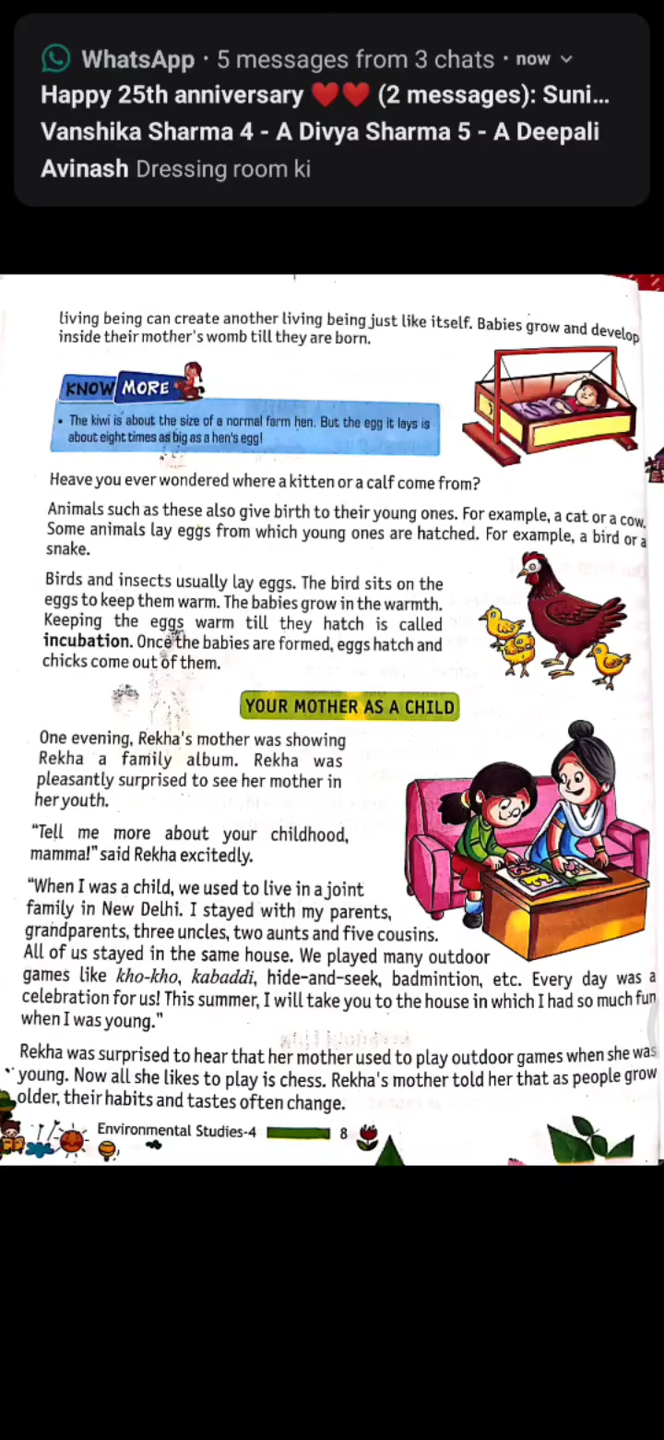 WhatsApp · 5 messages from 3 chats · now
Happy 25th anniversary ❤️❤️ (2 messages): Suni...
Vanshika Sharma 4 - A Divya Sharma 5 - A Deepali
Avinash Dressing room ki
living being can create another living being just like itself. Babies grow and develop
inside their mother's womb till they are born.
KNOW MORE
• The kiwi is about the size of a normal farm hen. But the egg it lays is
about eight times as big as a hen's egg!
Heave you ever wondered where a kitten or a calf come from?
Animals such as these also give birth to their young ones. For example, a cat or a cow.
Some animals lay eggs from which young ones are hatched. For example, a bird or a
snake.
Birds and insects usually lay eggs. The bird sits on the
eggs to keep them warm. The babies grow in the warmth.
Keeping the eggs warm till they hatch is called
incubation. Once the babies are formed, eggs hatch and
chicks come out of them.
YOUR MOTHER AS A CHILD
One evening, Rekha's mother was showing
Rekha a family album. Rekha was
pleasantly surprised to see her mother in
her youth.
"Tell me more about your childhood,
mamma!" said Rekha excitedly.
"When I was a child, we used to live in a joint
family in New Delhi. I stayed with my parents,
grandparents, three uncles, two aunts and five cousins.
All of us stayed in the same house. We played many outdoor
games like kho-kho, kabaddi, hide-and-seek, badmintion, etc. Every day was a
celebration for us! This summer, I will take you to the house in which I had so much fun
when I was young."
Rekha was surprised to hear that her mother used to play outdoor games when she was
young. Now all she likes to play is chess. Rekha's mother told her that as people grow
older, their habits and tastes often change.
Environmental Studies-4 8